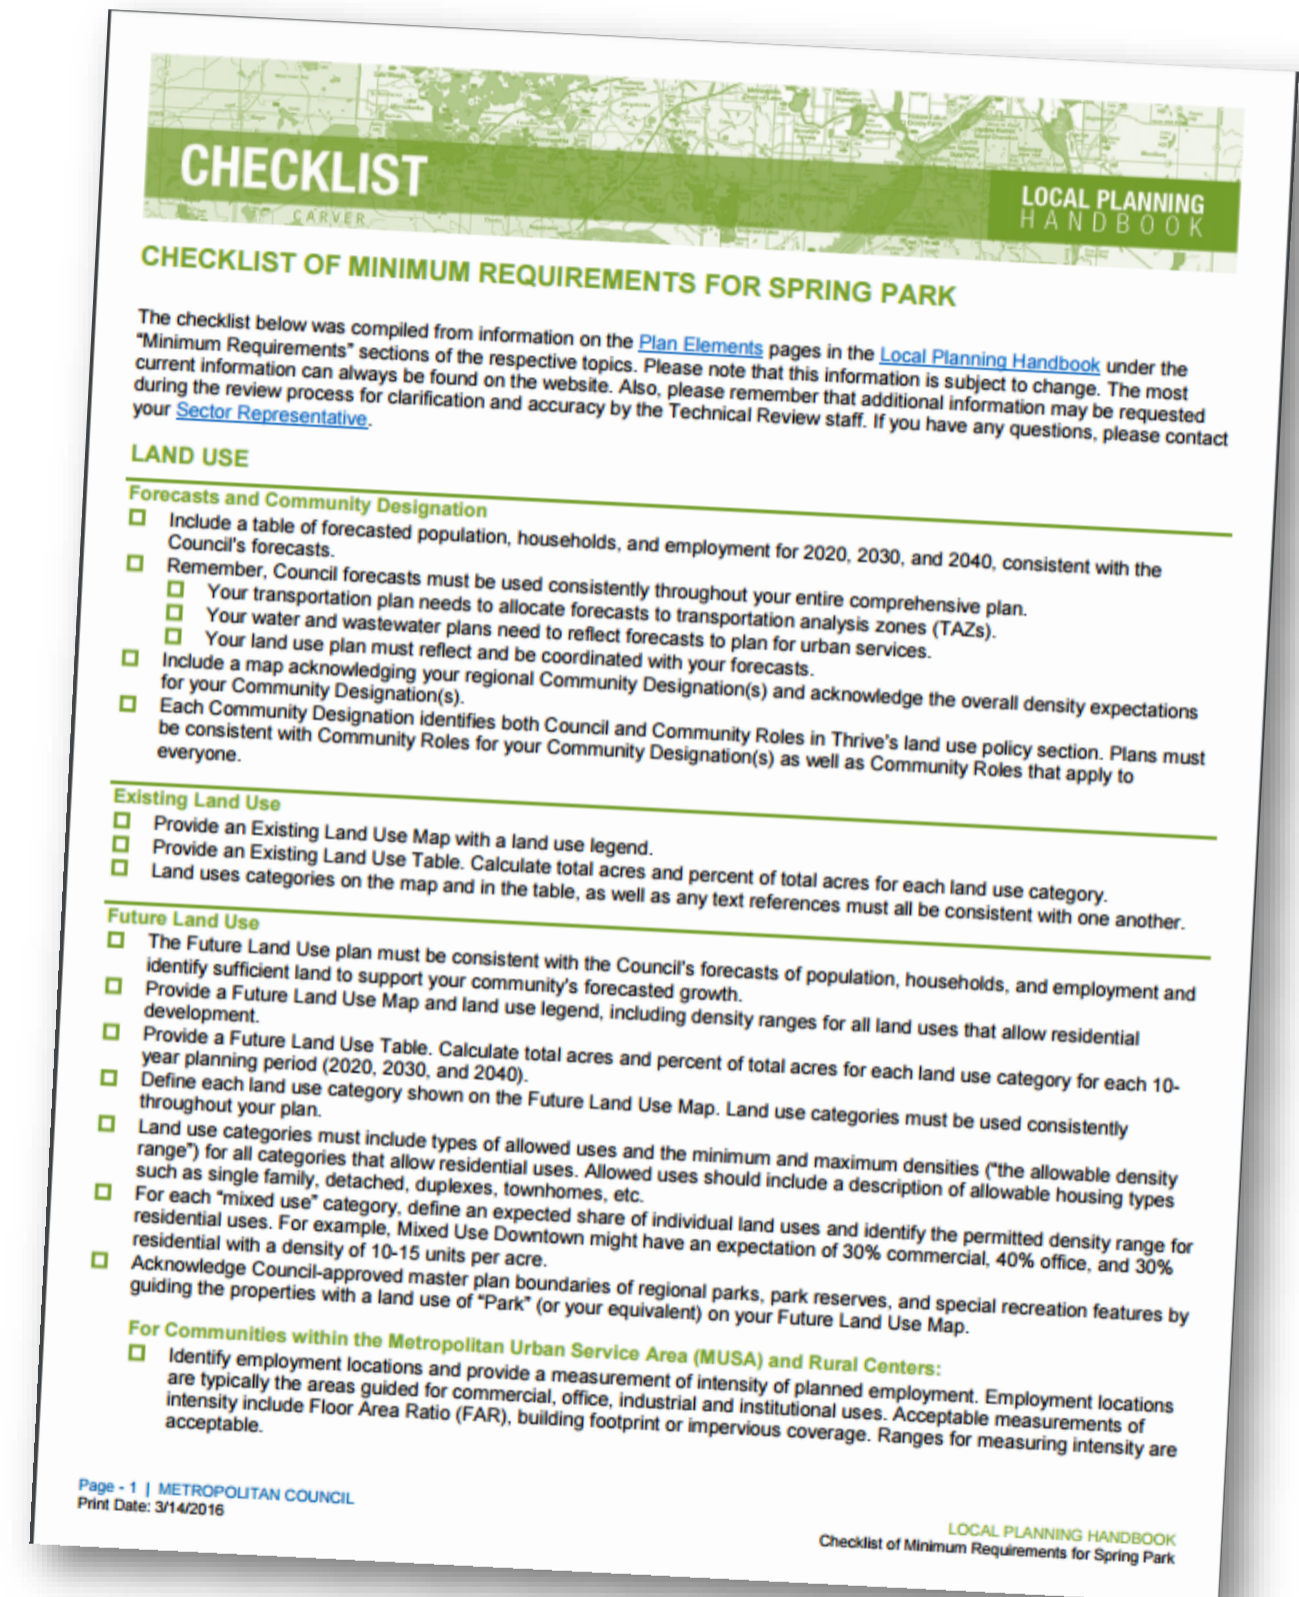 CHECKLIST
LOCAL PLANNING
HANDBOOK
CARVER
CHECKLIST OF MINIMUM REQUIREMENTS FOR SPRING PARK
The checklist below was compiled from information on the Plan Elements pages in the Local Planning Handbook under the
“Minimum Requirements” sections of the respective topics. Please note that this information is subject to change. The most
current information can always be found on the website. Also, please remember that additional information may be requested
during the review process for clarification and accuracy by the Technical Review staff. If you have any questions, please contact
your Sector Representative.
LAND USE
Forecasts and Community Designation
Include a table of forecasted population, households, and employment for 2020, 2030, and 2040, consistent with the
Council's forecasts.
Remember, Council forecasts must be used consistently throughout your entire comprehensive plan.
Your transportation plan needs to allocate forecasts to transportation analysis zones (TAZs).
Your water and wastewater plans need to reflect forecasts to plan for urban services.
Your land use plan must reflect and be coordinated with your forecasts.
Include a map acknowledging your regional Community Designation(s) and acknowledge the overall density expectations
for your Community Designation(s).
Each Community Designation identifies both Council and Community Roles in Thrive's land use policy section. Plans must
be consistent with Community Roles for your Community Designation(s) as well as Community Roles that apply to
everyone.
Existing Land Use
Provide an Existing Land Use Map with a land use legend.
Provide an Existing Land Use Table. Calculate total acres and percent of total acres for each land use category.
Land uses categories on the map and in the table, as well as any text references must all be consistent with one another.
Future Land Use
The Future Land Use plan must be consistent with the Council's forecasts of population, households, and employment and
identify sufficient land to support your community's forecasted growth.
Provide a Future Land Use Map and land use legend, including density ranges for all land uses that allow residential
development.
Provide a Future Land Use Table. Calculate total acres and percent of total acres for each land use category for each 10-
year planning period (2020, 2030, and 2040).
Define each land use category shown on the Future Land Use Map. Land use categories must be used consistently
throughout your plan.
Land use categories must include types of allowed uses and the minimum and maximum densities (“the allowable density
range”) for all categories that allow residential uses. Allowed uses should include a description of allowable housing types
such as single family, detached, duplexes, townhomes, etc.
For each “mixed use” category, define an expected share of individual land uses and identify the permitted density range for
residential uses. For example, Mixed Use Downtown might have an expectation of 30% commercial, 40% office, and 30%
residential with a density of 10-15 units per acre.
Acknowledge Council-approved master plan boundaries of regional parks, park reserves, and special recreation features by
guiding the properties with a land use of “Park” (or your equivalent) on your Future Land Use Map.
For Communities within the Metropolitan Urban Service Area (MUSA) and Rural Centers:
Identify employment locations and provide a measurement of intensity of planned employment. Employment locations
are typically the areas guided for commercial, office, industrial and institutional uses. Acceptable measurements of
intensity include Floor Area Ratio (FAR), building footprint or impervious coverage. Ranges for measuring intensity are
acceptable.
Page - 1 | METROPOLITAN COUNCIL
Print Date: 3/14/2016
LOCAL PLANNING HANDBOOK
Checklist of Minimum Requirements for Spring Park